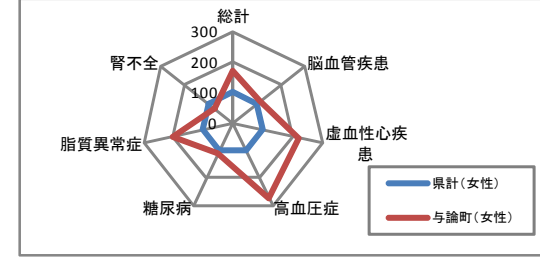 総計
300
200
100
0
脳血管疾患
虚血性心疾
患
高血圧症
糖尿病
脂質異常症
腎不全
県計(女性)
与論町(女性)